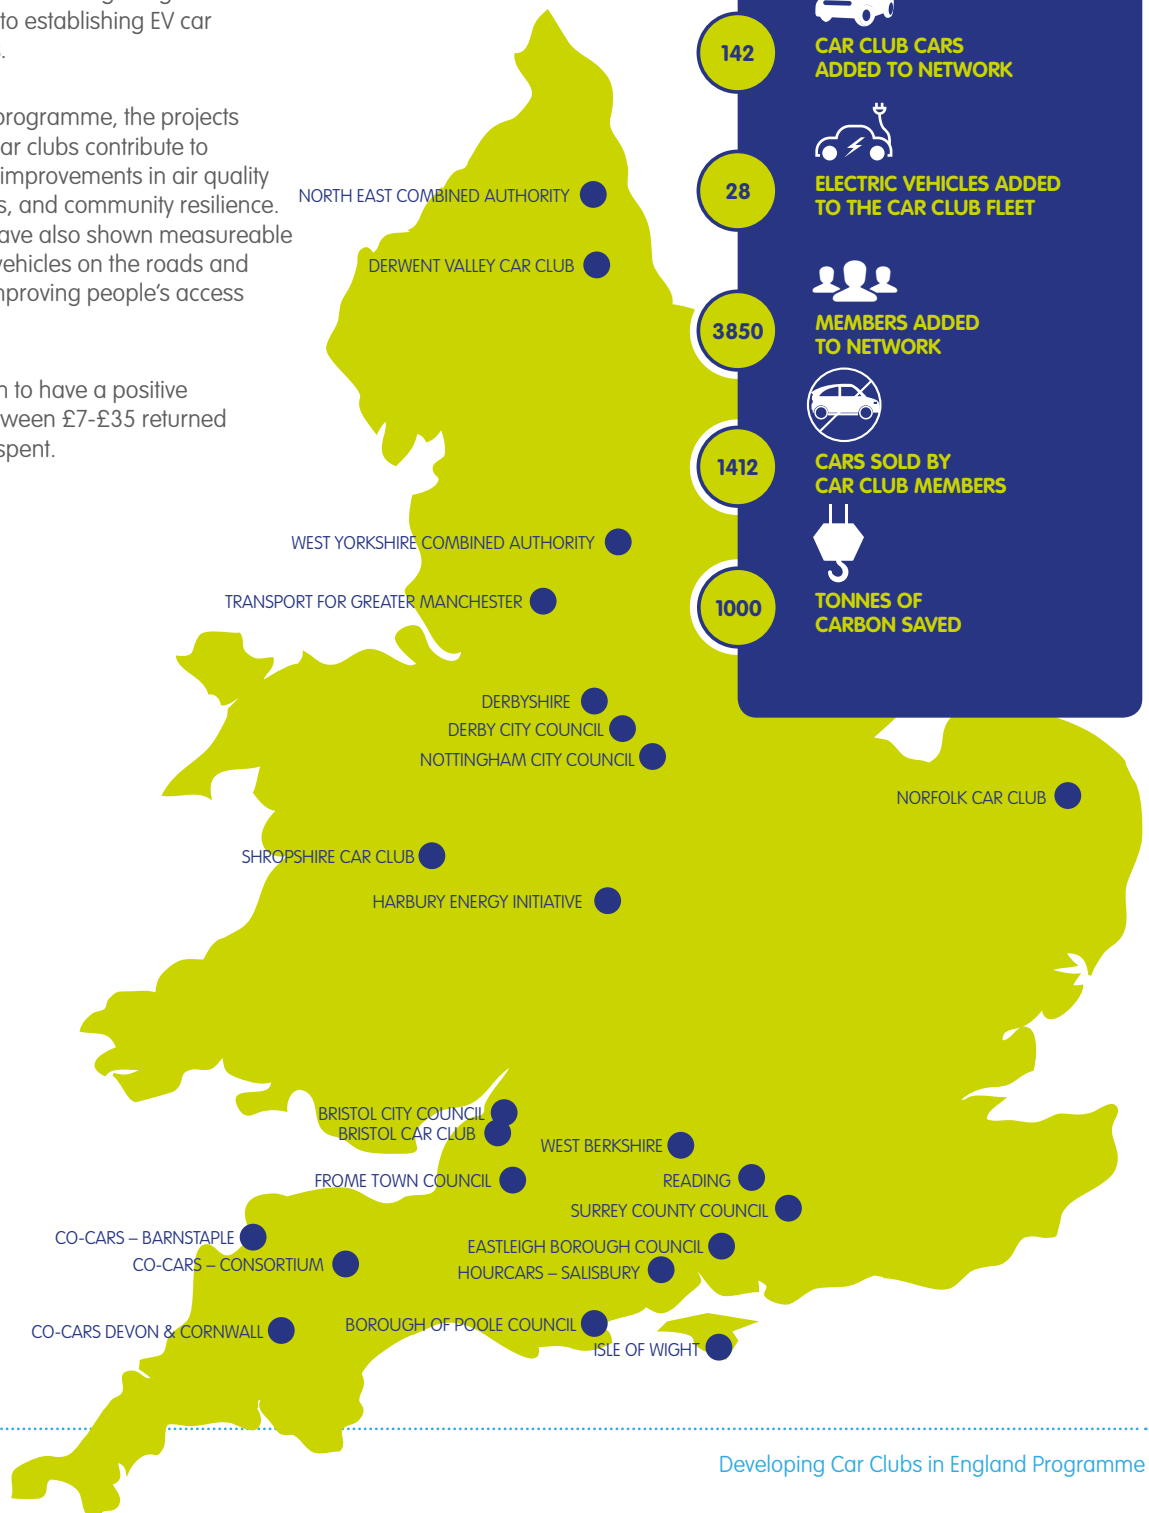 to establishing EV car
programme, the projects
car clubs contribute to
improvements in air quality
and community resilience.
have also shown measureable
vehicles on the roads and
improving people's access
to have a positive
between £7-£35 returned
spent.
142
CAR CLUB CARS
ADDED TO NETWORK
28
ELECTRIC VEHICLES ADDED
TO THE CAR CLUB FLEET
3850
MEMBERS ADDED
TO NETWORK
1412
CARS SOLD BY
CAR CLUB MEMBERS
1000
TONNES OF
CARBON SAVED
NORTH EAST COMBINED AUTHORITY
DERWENT VALLEY CAR CLUB
WEST YORKSHIRE COMBINED AUTHORITY
TRANSPORT FOR GREATER MANCHESTER
DERBYSHIRE
DERBY CITY COUNCIL
NOTTINGHAM CITY COUNCIL
NORFOLK CAR CLUB
SHROPSHIRE CAR CLUB
HARBURY ENERGY INITIATIVE
BRISTOL CITY COUNCIL
BRISTOL CAR CLUB
WEST BERKSHIRE
FROME TOWN COUNCIL
READING
SURREY COUNTY COUNCIL
CO-CARS – BARNSTAPLE
EASTLEIGH BOROUGH COUNCIL
CO-CARS – CONSORTIUM
HOURCARS – SALISBURY
CO-CARS DEVON & CORNWALL
BOROUGH OF POOLE COUNCIL
ISLE OF WIGHT
Developing Car Clubs in England Programme